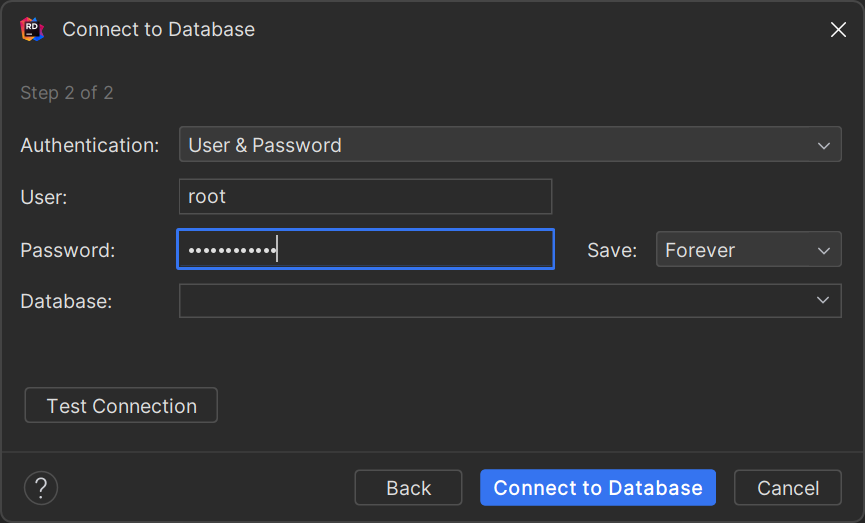 RD
Connect to Database
Step 2 of 2
Authentication: User & Password
User: root
Password: •••••••••••• Save: Forever
Database:
Test Connection
? Back Connect to Database Cancel